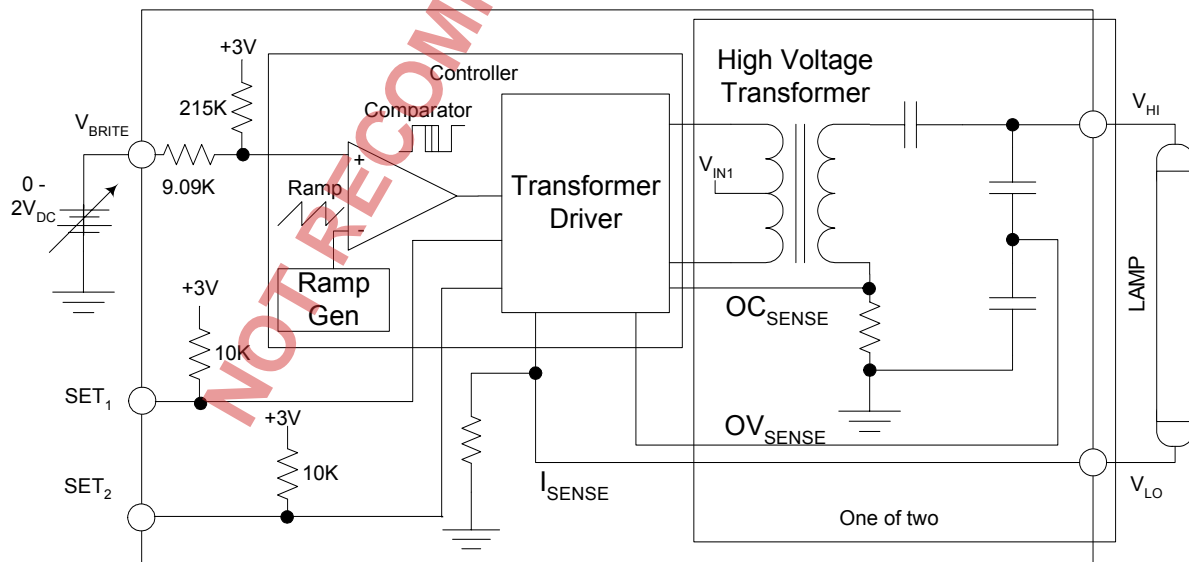 +3V
Controller
High Voltage
Transformer
215K
Comparator
V_BRITE
V_HI
9.09K
+
Ramp
V_IN1
Transformer
Driver
0 -
2V_DC
-
Ramp
Gen
+3V
OC_SENSE
LAMP
10K
SET_1
+3V
OV_SENSE
10K
SET_2
I_SENSE
V_LO
One of two
NOT RECOM